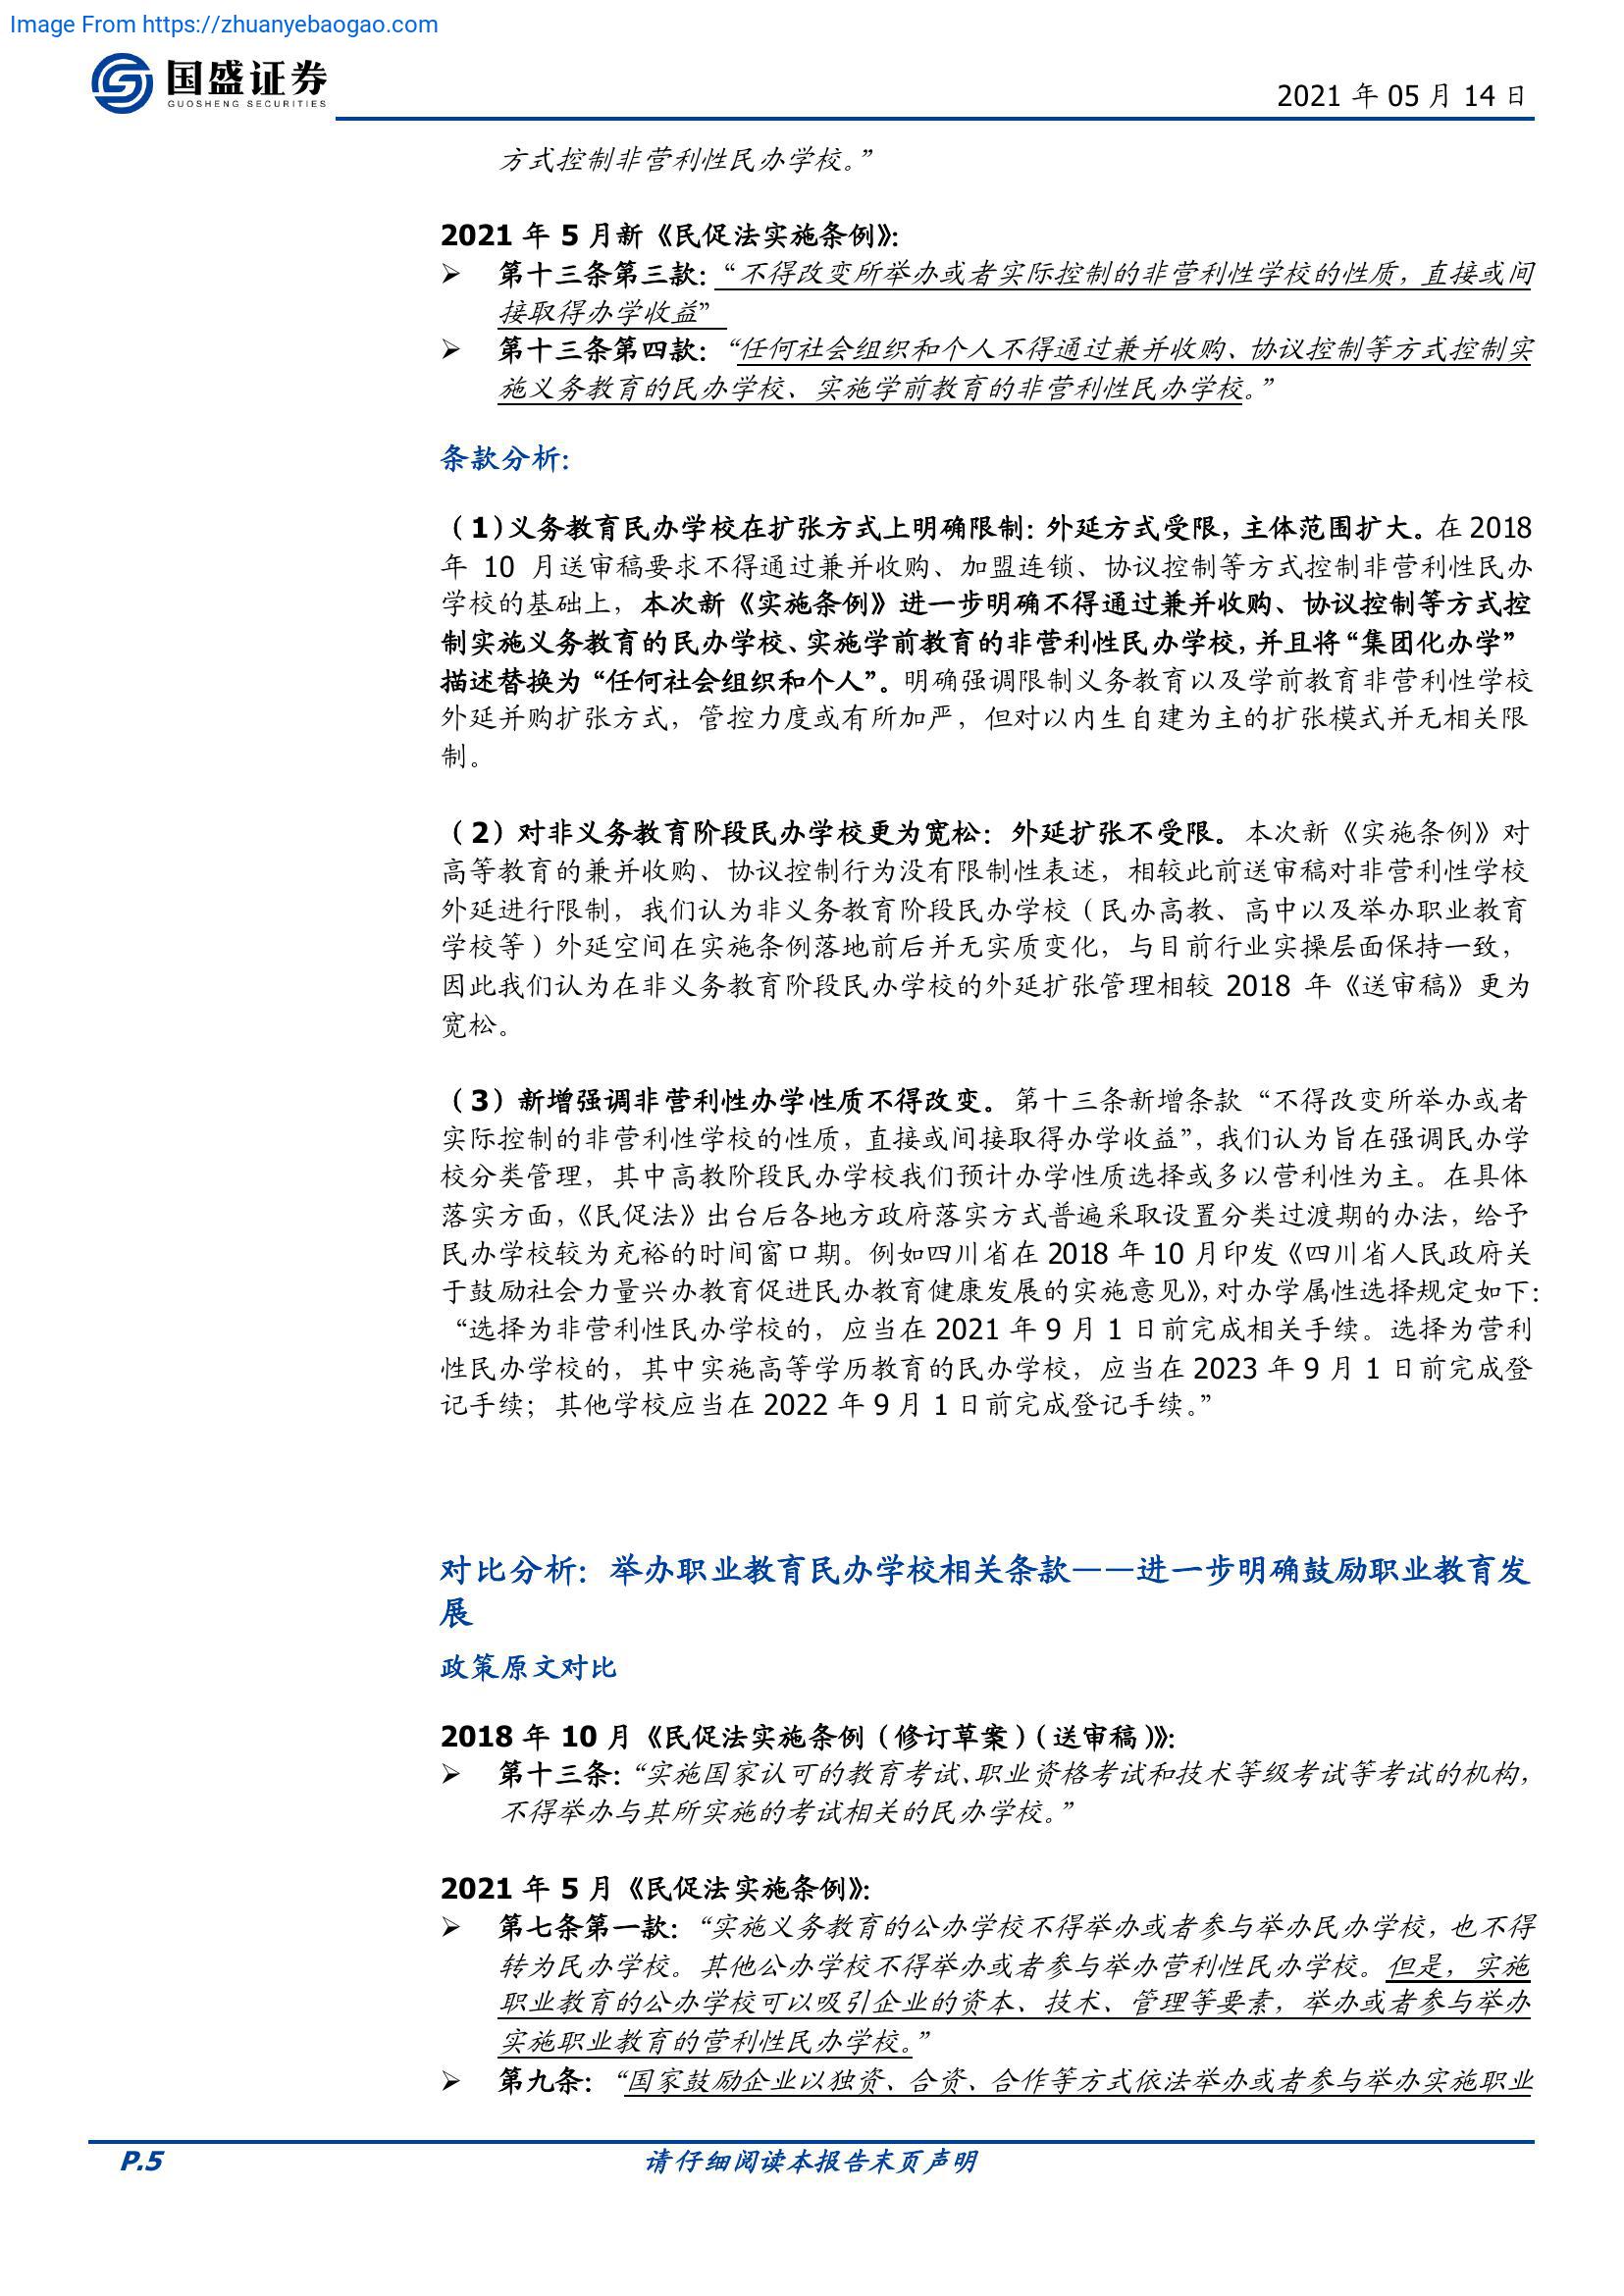 Image From https://zhuanyebaogao.com
国盛证券
GUOSHENG SECURITIES
2021 年 05 月 14 日
方式控制非营利性民办学校。”
2021 年 5 月新《民促法实施条例》：
➢ 第十三条第三款：“不得改变所举办或者实际控制的非营利性学校的性质，直接或间
接取得办学收益”
➢ 第十三条第四款：“任何社会组织和个人不得通过兼并收购、协议控制等方式控制实
施义务教育的民办学校、实施学前教育的非营利性民办学校。”
条款分析：
（1）义务教育民办学校在扩张方式上明确限制：外延方式受限，主体范围扩大。在 2018
年 10 月送审稿要求不得通过兼并收购、加盟连锁、协议控制等方式控制非营利性民办
学校的基础上，本次新《实施条例》进一步明确不得通过兼并收购、协议控制等方式控
制实施义务教育的民办学校、实施学前教育的非营利性民办学校，并且将“集团化办学”
描述替换为“任何社会组织和个人”。明确强调限制义务教育以及学前教育非营利性学校
外延并购扩张方式，管控力度或有所加严，但对以内生自建为主的扩张模式并无相关限
制。
（2）对非义务教育阶段民办学校更为宽松：外延扩张不受限。本次新《实施条例》对
高等教育的兼并收购、协议控制行为没有限制性表述，相较此前送审稿对非营利性学校
外延进行限制，我们认为非义务教育阶段民办学校（民办高教、高中以及举办职业教育
学校等）外延空间在实施条例落地前后并无实质变化，与目前行业实操层面保持一致，
因此我们认为在非义务教育阶段民办学校的外延扩张管理相较 2018 年《送审稿》更为
宽松。
（3）新增强调非营利性办学性质不得改变。第十三条新增条款“不得改变所举办或者
实际控制的非营利性学校的性质，直接或间接取得办学收益”，我们认为旨在强调民办学
校分类管理，其中高教阶段民办学校我们预计办学性质选择或多以营利性为主。在具体
落实方面，《民促法》出台后各地方政府落实方式普遍采取设置分类过渡期的办法，给予
民办学校较为充裕的时间窗口期。例如四川省在 2018 年 10 月印发《四川省人民政府关
于鼓励社会力量兴办教育促进民办教育健康发展的实施意见》，对办学属性选择规定如下：
“选择为非营利性民办学校的，应当在 2021 年 9 月 1 日前完成相关手续。选择为营利
性民办学校的，其中实施高等学历教育的民办学校，应当在 2023 年 9 月 1 日前完成登
记手续；其他学校应当在 2022 年 9 月 1 日前完成登记手续。”
对比分析：举办职业教育民办学校相关条款——进一步明确鼓励职业教育发
展
政策原文对比
2018 年 10 月《民促法实施条例（修订草案）（送审稿）》：
➢ 第十三条：“实施国家认可的教育考试、职业资格考试和技术等级考试等考试的机构，
不得举办与其所实施的考试相关的民办学校。”
2021 年 5 月《民促法实施条例》：
➢ 第七条第一款：“实施义务教育的公办学校不得举办或者参与举办民办学校，也不得
转为民办学校。其他公办学校不得举办或者参与举办营利性民办学校。但是，实施
职业教育的公办学校可以吸引企业的资本、技术、管理等要素，举办或者参与举办
实施职业教育的营利性民办学校。”
➢ 第九条：“国家鼓励企业以独资、合资、合作等方式依法举办或者参与举办实施职业
P.5
请仔细阅读本报告末页声明